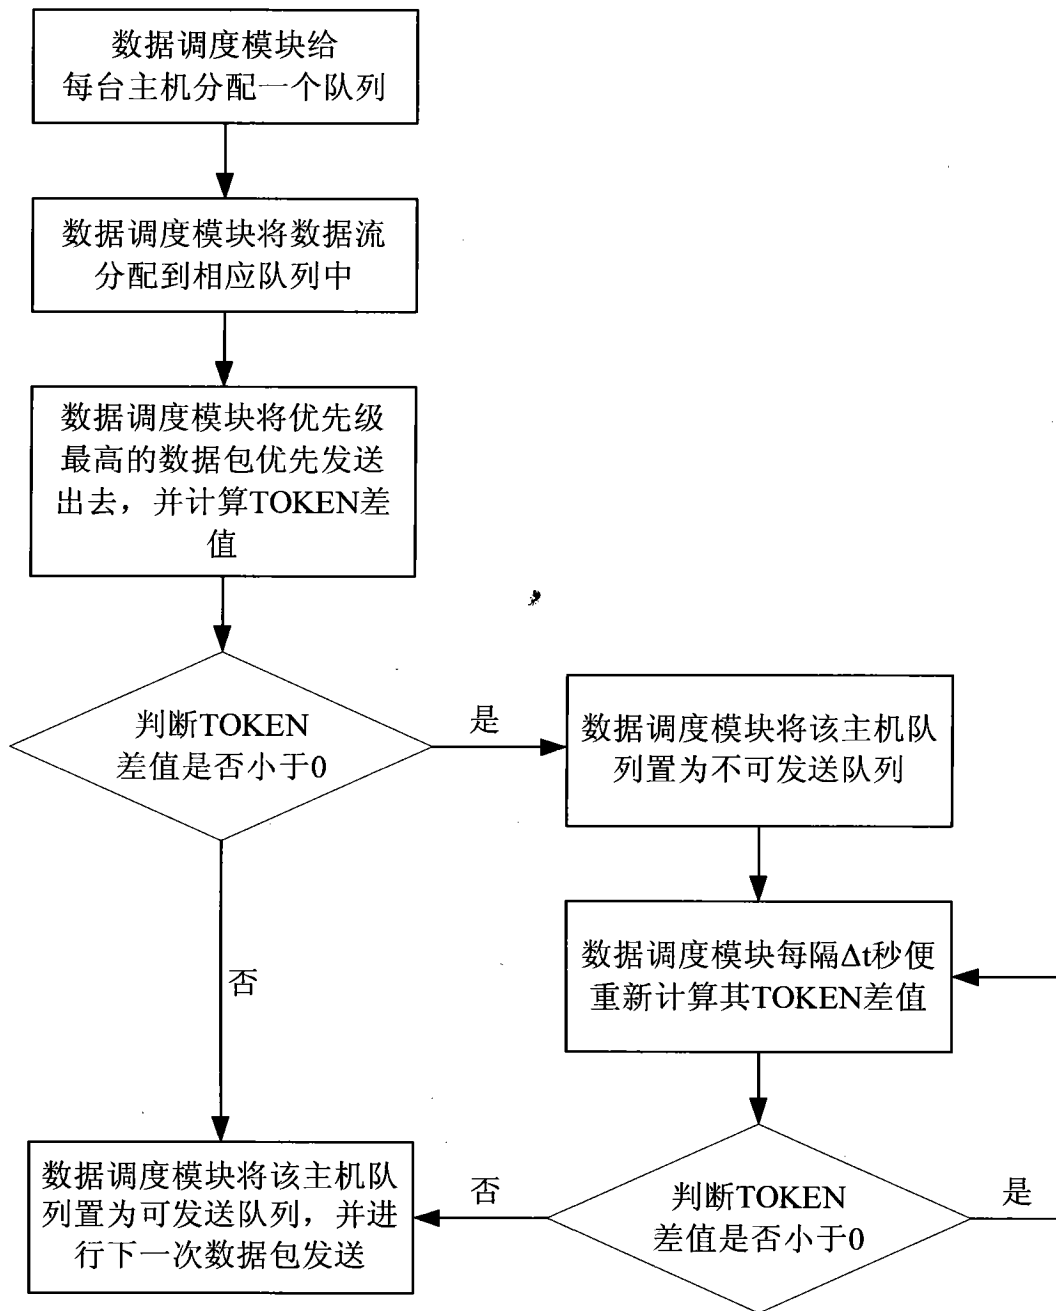 数据调度模块给
每台主机分配一个队列
数据调度模块将数据流
分配到相应队列中
数据调度模块将优先级
最高的数据包优先发送
出去，并计算TOKEN差
值
判断TOKEN
差值是否小于0
是
数据调度模块将该主机队
列置为不可发送队列
数据调度模块每隔Δt秒便
重新计算其TOKEN差值
否
判断TOKEN
差值是否小于0
是
否
数据调度模块将该主机队
列置为可发送队列，并进
行下一次数据包发送